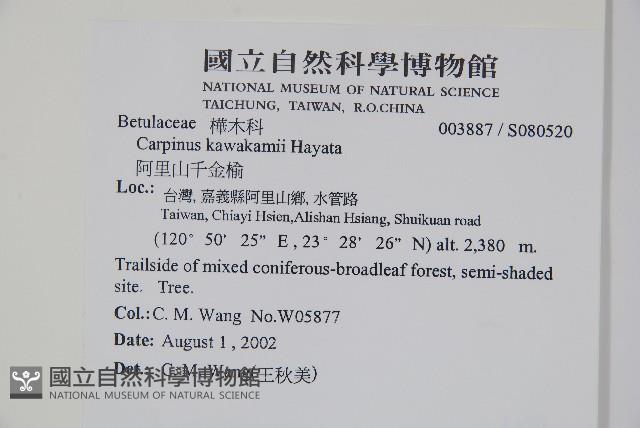 國立自然科學博物館
NATIONAL MUSEUM OF NATURAL SCIENCE
TAICHUNG, TAIWAN, R.O.CHINA
Betulaceae 樺木科 003887 / S080520
Carpinus kawakamii Hayata
阿里山千金榆
Loc.: 台灣, 嘉義縣阿里山鄉, 水管路
Taiwan, Chiayi Hsien,Alishan Hsiang, Shuikuan road
(120° 50' 25" E , 23° 28' 26" N) alt. 2,380 m.
Trailside of mixed coniferous-broadleaf forest, semi-shaded
site. Tree.
Col.: C. M. Wang No.W05877
Date: August 1 , 2002
Det.: C. M. Wang(王秋美)
國立自然科學博物館
NATIONAL MUSEUM OF NATURAL SCIENCE